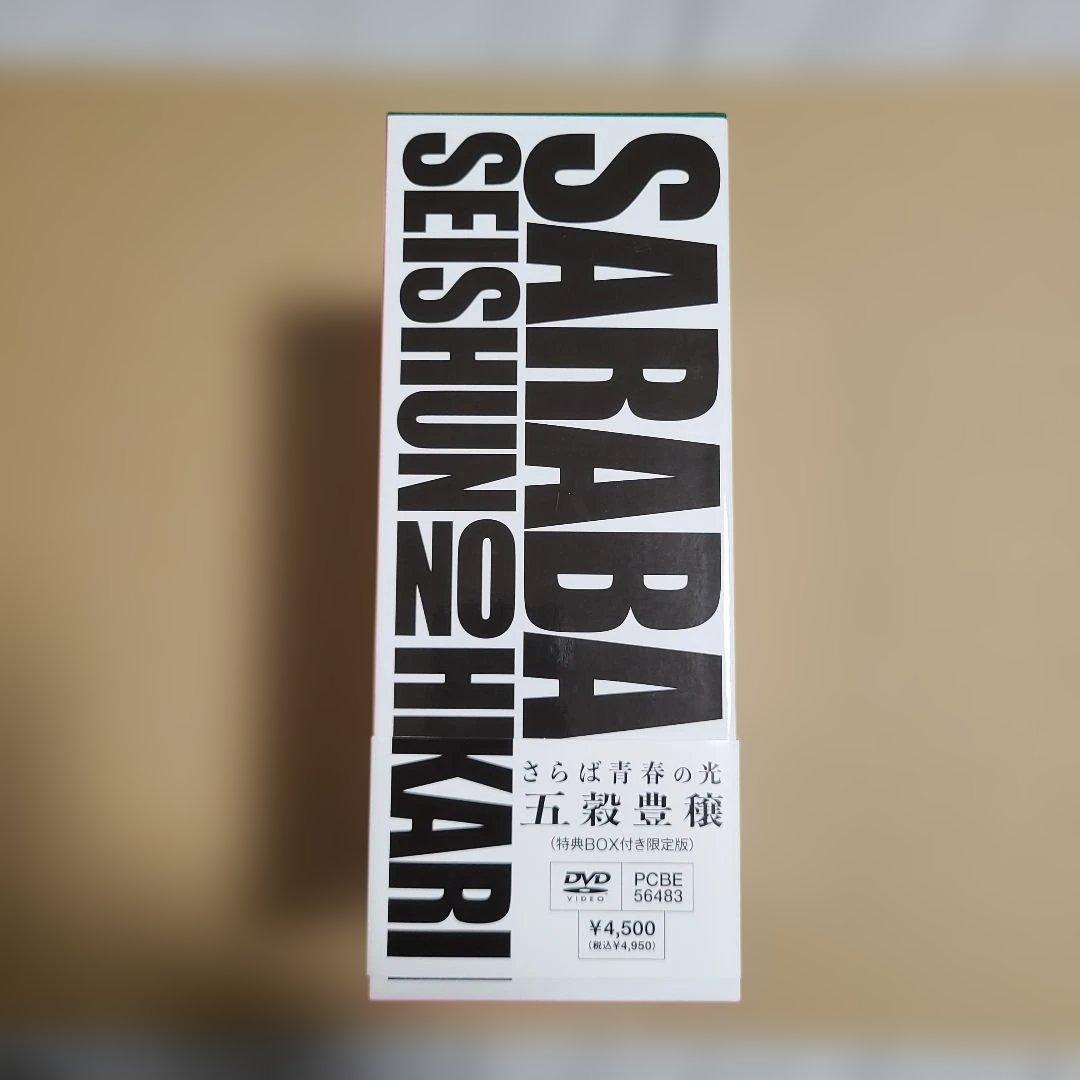 SARABA
SEISHUN
NO
HIKARI
さらば青春の光
五穀豊穣
(特典BOX付き限定版)
DVD
VIDEO
PCBE
56483
¥4,500
(税込¥4,950)